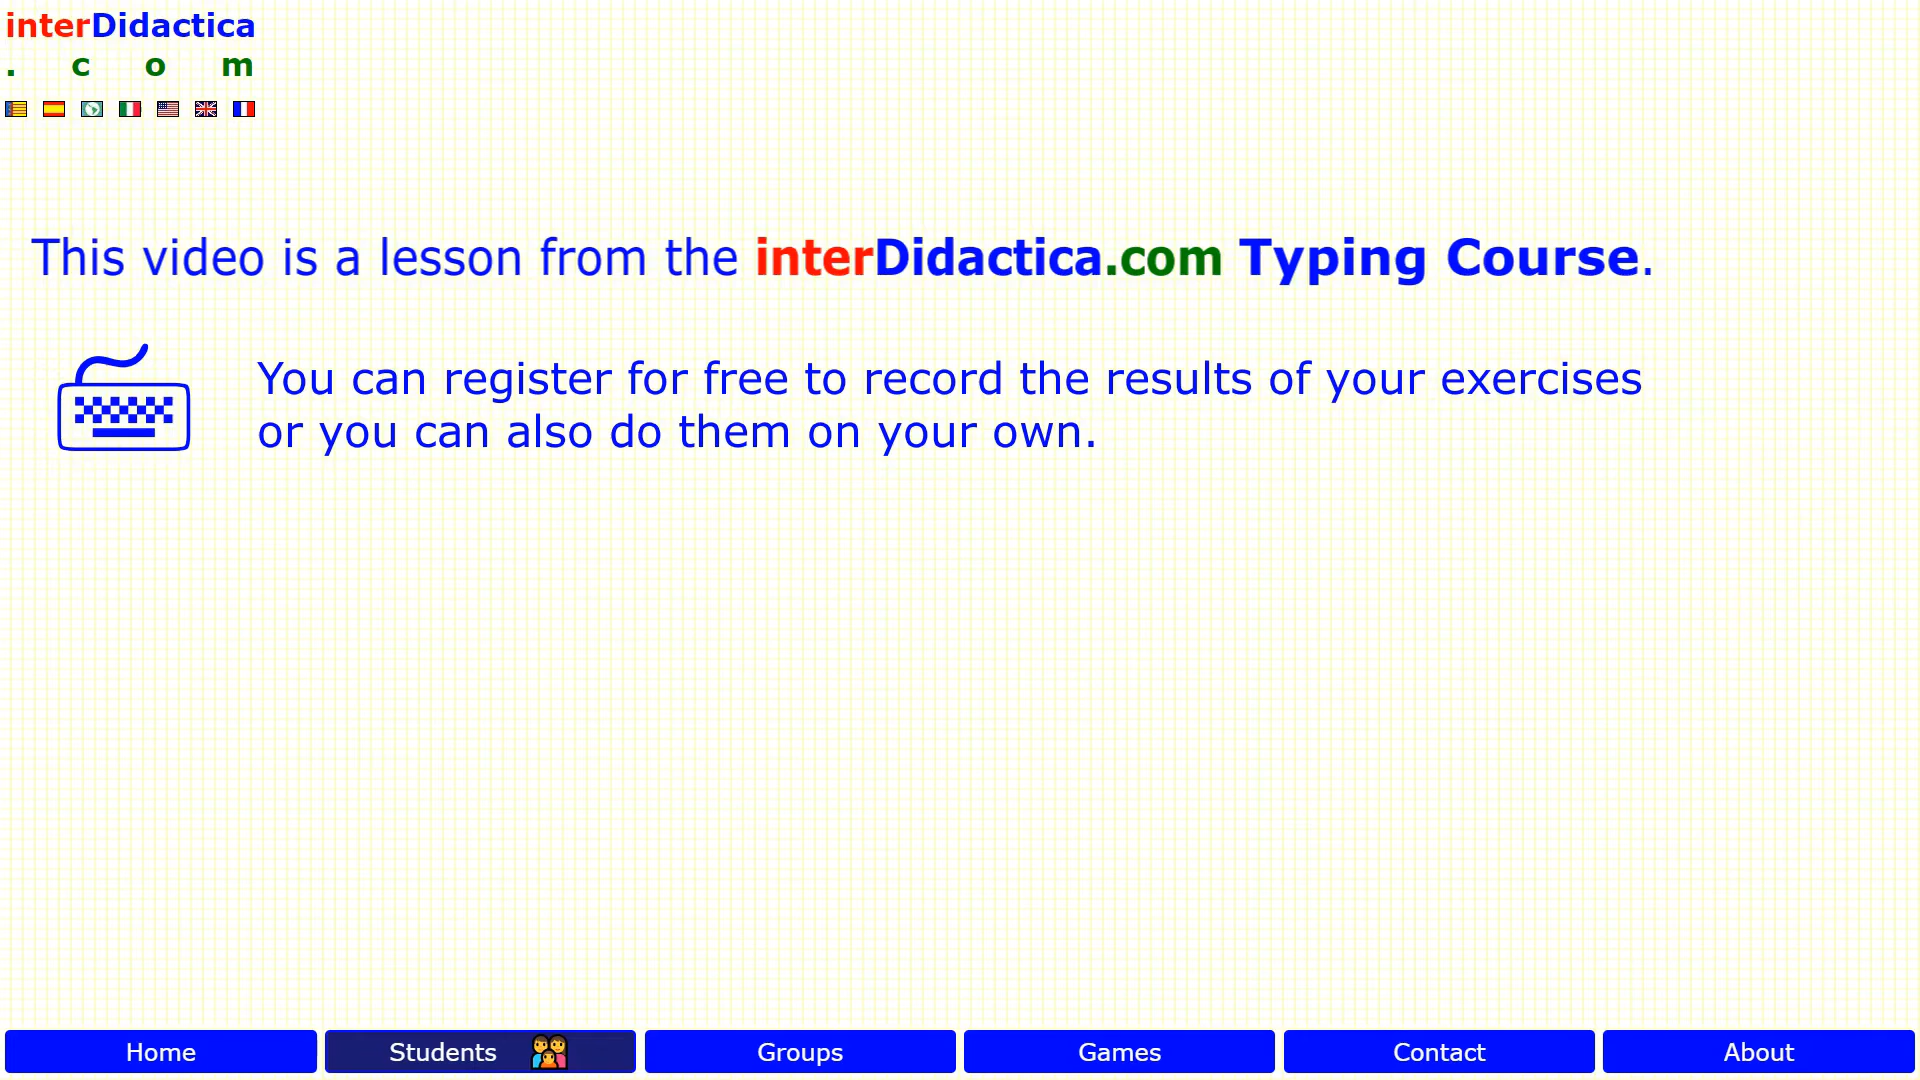 interDidactica
. c o m
This video is a lesson from the interDidactica.com Typing Course.
You can register for free to record the results of your exercises
or you can also do them on your own.
Home Students Groups Games Contact About